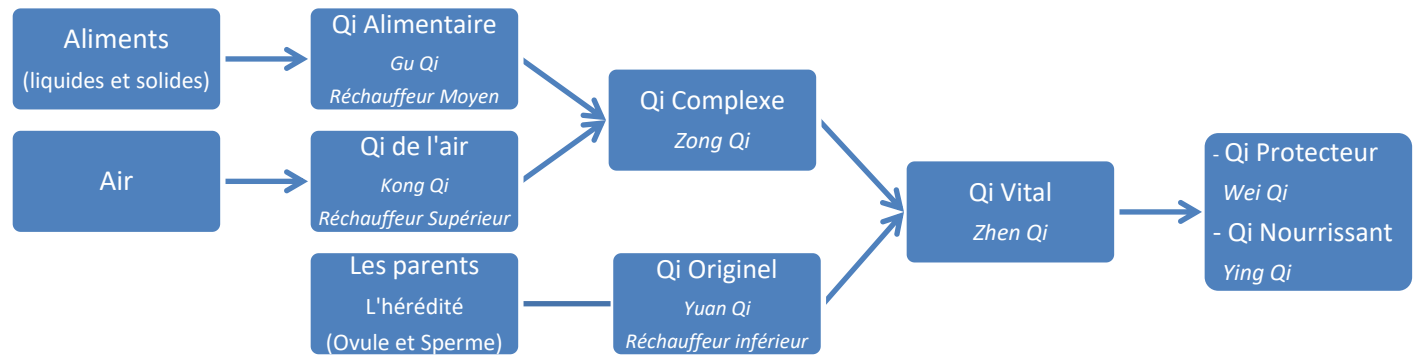 Aliments
(liquides et solides)
Qi Alimentaire
Gu Qi
Réchauffeur Moyen
Air
Qi de l'air
Kong Qi
Réchauffeur Supérieur
Qi Complexe
Zong Qi
Les parents
L'hérédité
(Ovule et Sperme)
Qi Originel
Yuan Qi
Réchauffeur inférieur
Qi Vital
Zhen Qi
- Qi Protecteur
Wei Qi
- Qi Nourrissant
Ying Qi